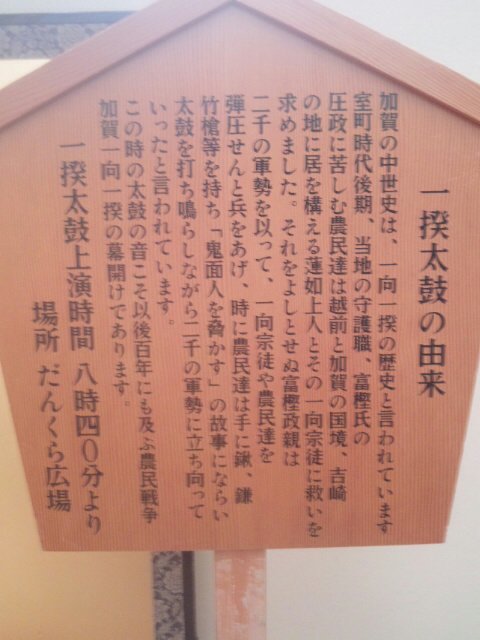 一揆太鼓の由来
加賀の中世史は、一向一揆の歴史と言われています
室町時代後期、当地の守護職、富樫氏の
圧政に苦しむ農民達は越前と加賀の国境、吉崎
の地に居を構える蓮如上人とその一向宗徒に救いを
求めました。それをよしとせぬ富樫政親は
二千の軍勢を以って、一向宗徒や農民達を
弾圧せんと兵をあげ、時に農民達は手に鍬、鎌
竹槍等を持ち「鬼面人を脅かす」の故事にならい
太鼓を打ち鳴らしながら二千の軍勢に立ち向って
いったと言われています。
この時の太鼓の音こそ以後百年にも及ぶ農民戦争
加賀一向一揆の幕開けであります。
一揆太鼓上演時間 八時四〇分より
場所 だんくら広場